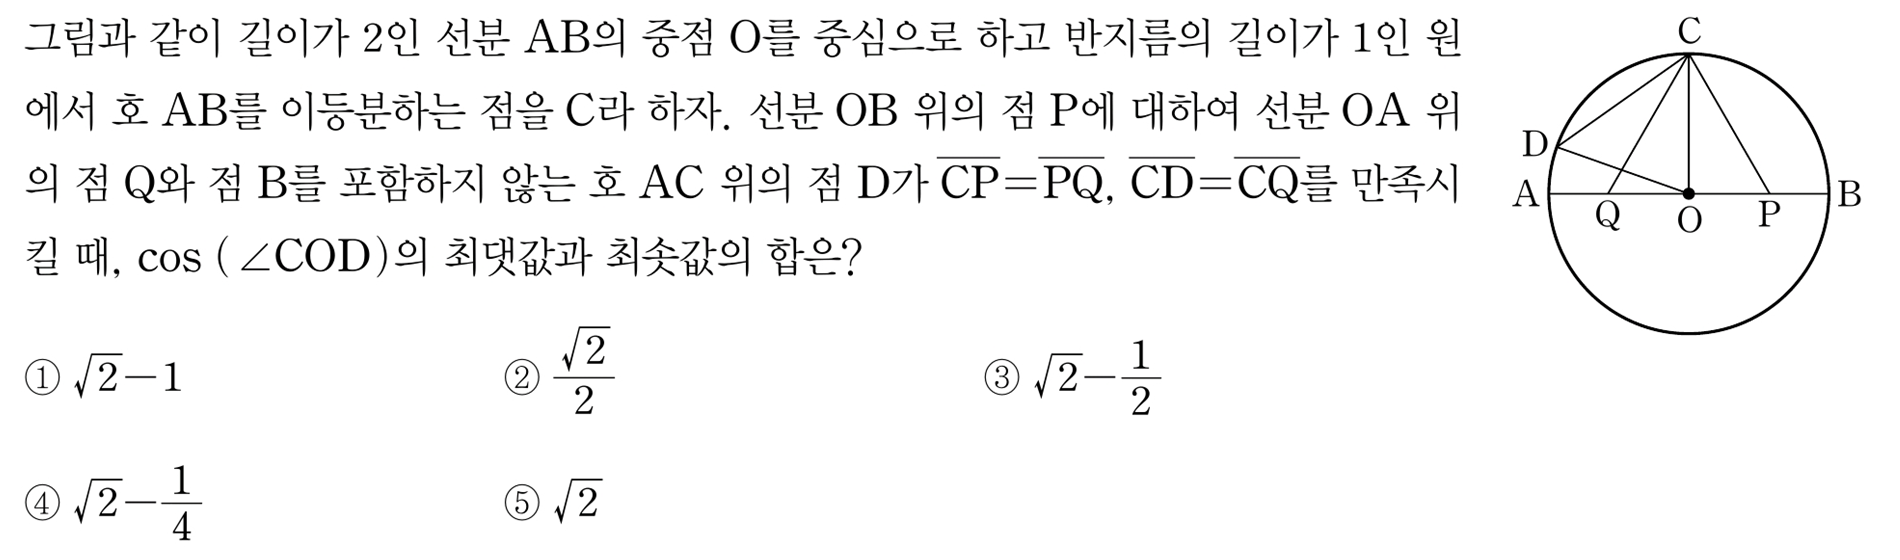 그림과 같이 길이가 2인 선분 AB의 중점 O를 중심으로 하고 반지름의 길이가 1인 원
에서 호 AB를 이등분하는 점을 C라 하자. 선분 OB 위의 점 P에 대하여 선분 OA 위
의 점 Q와 점 B를 포함하지 않는 호 AC 위의 점 D가 $\overline{CP}=\overline{PQ}$, $\overline{CD}=\overline{CQ}$를 만족시
킬 때, cos (∠COD)의 최댓값과 최솟값의 합은?
① $\sqrt{2}-1$
② $\frac{\sqrt{2}}{2}$
③ $\sqrt{2}-\frac{1}{2}$
④ $\sqrt{2}-\frac{1}{4}$
⑤ $\sqrt{2}$
C
D
A
Q
O
P
B